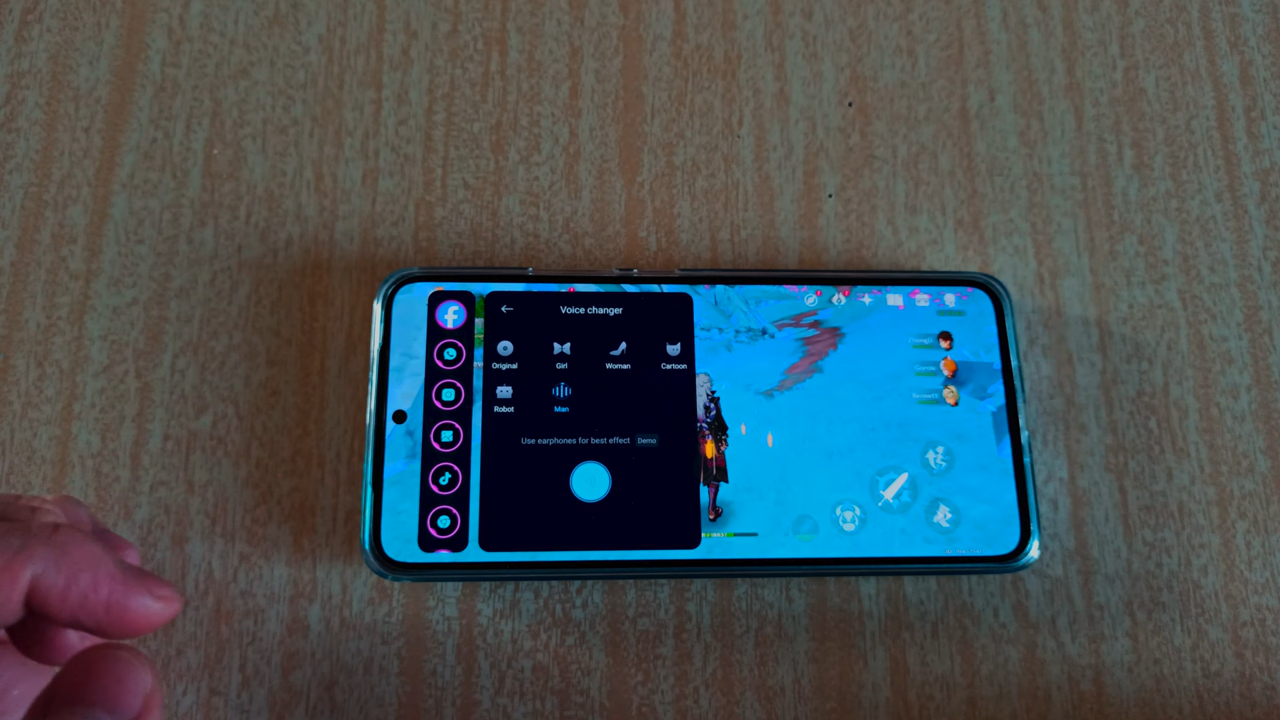 Voice changer
Original
Girl
Woman
Cartoon
Robot
Man
Use earphones for best effect
Demo